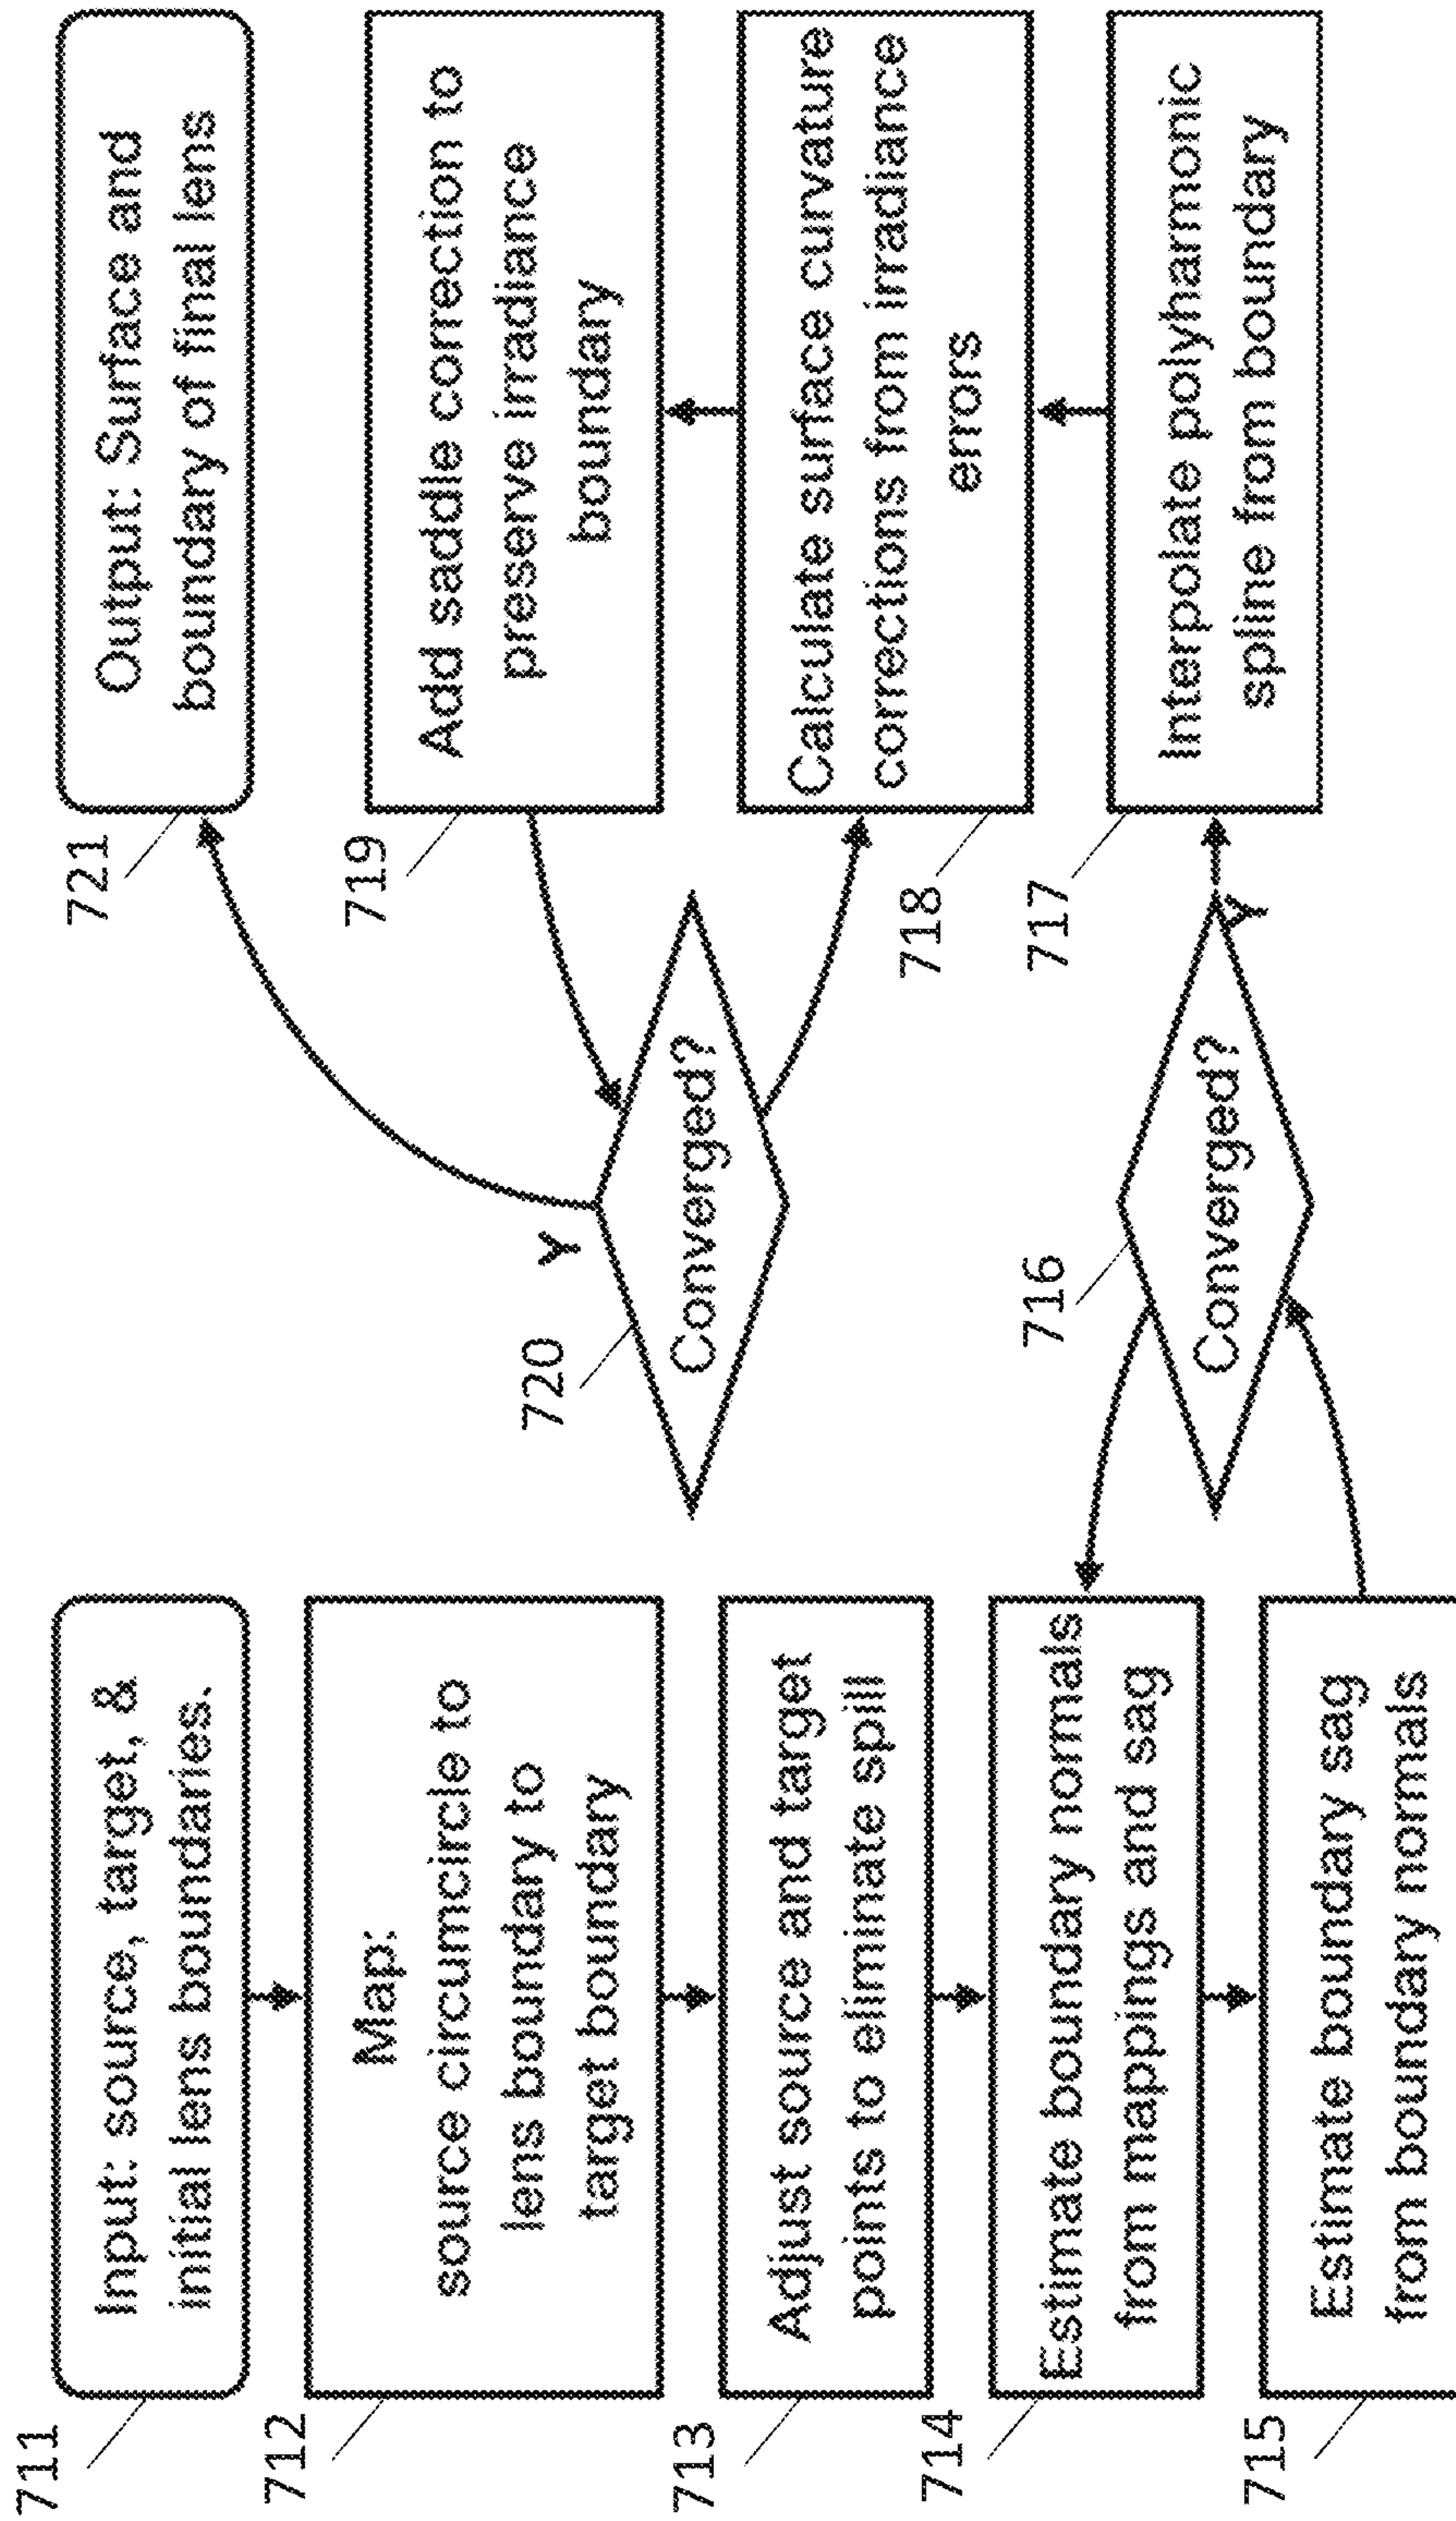 711
Input: source, target, &
initial lens boundaries.
712
Map:
source circumcircle to
lens boundary to
target boundary
713
Adjust source and target
points to eliminate spill
714
Estimate boundary normals
from mappings and sag
715
Estimate boundary sag
from boundary normals
716
Converged?
Y
717
Interpolate polyharmonic
spline from boundary
718
Calculate surface curvature
corrections from irradiance
errors
719
Add saddle correction to
preserve irradiance
boundary
720
Converged?
Y
721
Output: Surface and
boundary of final lens